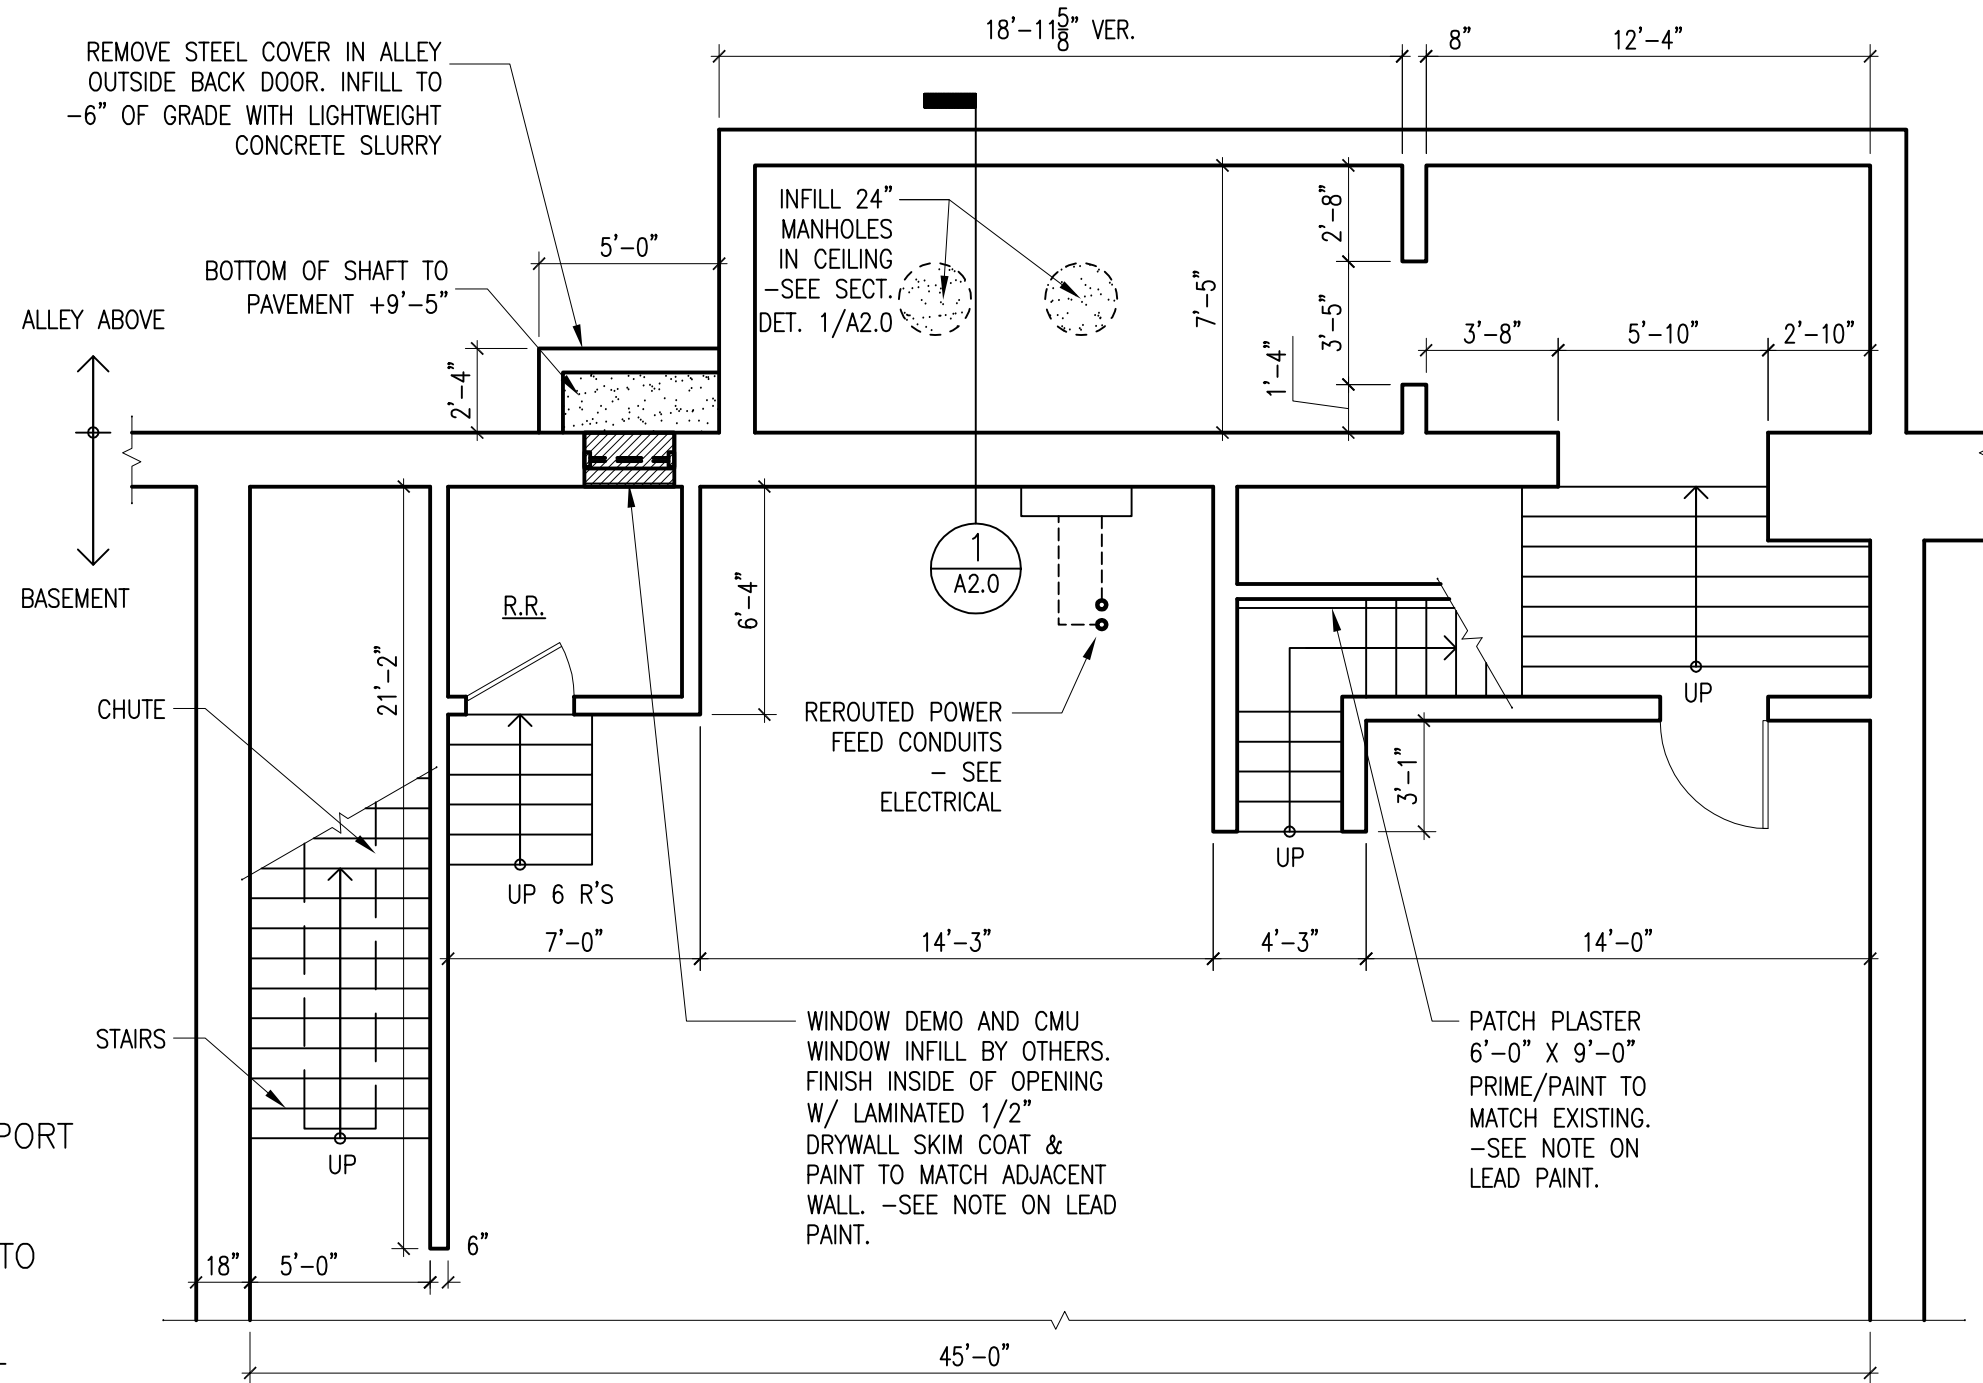 18'-11 5/8" VER.
8"
12'-4"
REMOVE STEEL COVER IN ALLEY
OUTSIDE BACK DOOR. INFILL TO
-6" OF GRADE WITH LIGHTWEIGHT
CONCRETE SLURRY
INFILL 24"
MANHOLES
IN CEILING
-SEE SECT.
DET. 1/A2.0
2'-8"
5'-0"
BOTTOM OF SHAFT TO
PAVEMENT +9'-5"
7'-5"
3'-5"
1'-4"
3'-8"
5'-10"
2'-10"
ALLEY ABOVE
2'-4"
BASEMENT
R.R.
6'-4"
1
A2.0
21'-2"
CHUTE
REROUTED POWER
FEED CONDUITS
- SEE
ELECTRICAL
UP
3'-1"
UP
UP 6 R'S
7'-0"
14'-3"
4'-3"
14'-0"
STAIRS
UP
WINDOW DEMO AND CMU
WINDOW INFILL BY OTHERS.
FINISH INSIDE OF OPENING
W/ LAMINATED 1/2"
DRYWALL SKIM COAT &
PAINT TO MATCH ADJACENT
WALL. -SEE NOTE ON LEAD
PAINT.
PATCH PLASTER
6'-0" X 9'-0"
PRIME/PAINT TO
MATCH EXISTING.
-SEE NOTE ON
LEAD PAINT.
PORT
TO
18"
5'-0"
6"
45'-0"